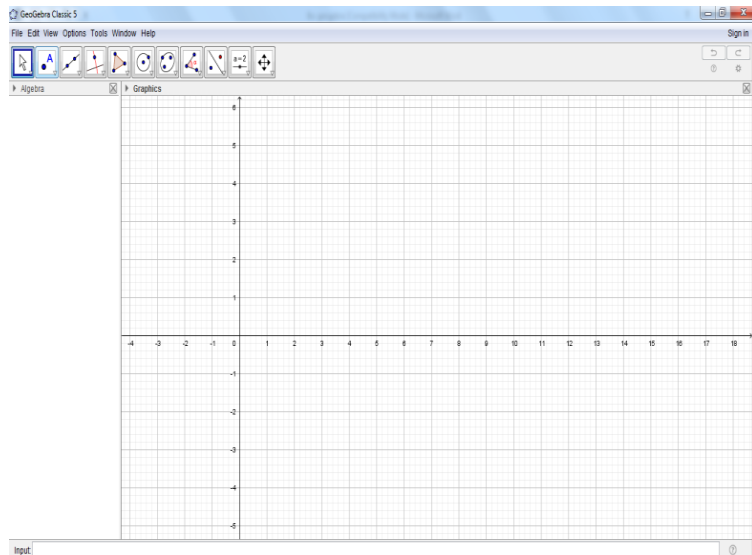 GeoGebra Classic 5
File Edit View Options Tools Window Help
Sign in
A
a=2
Algebra
Graphics
6
5
4
3
2
1
-4 -3 -2 -1 0 1 2 3 4 5 6 7 8 9 10 11 12 13 14 15 16 17 18
-1
-2
-3
-4
-5
Input: